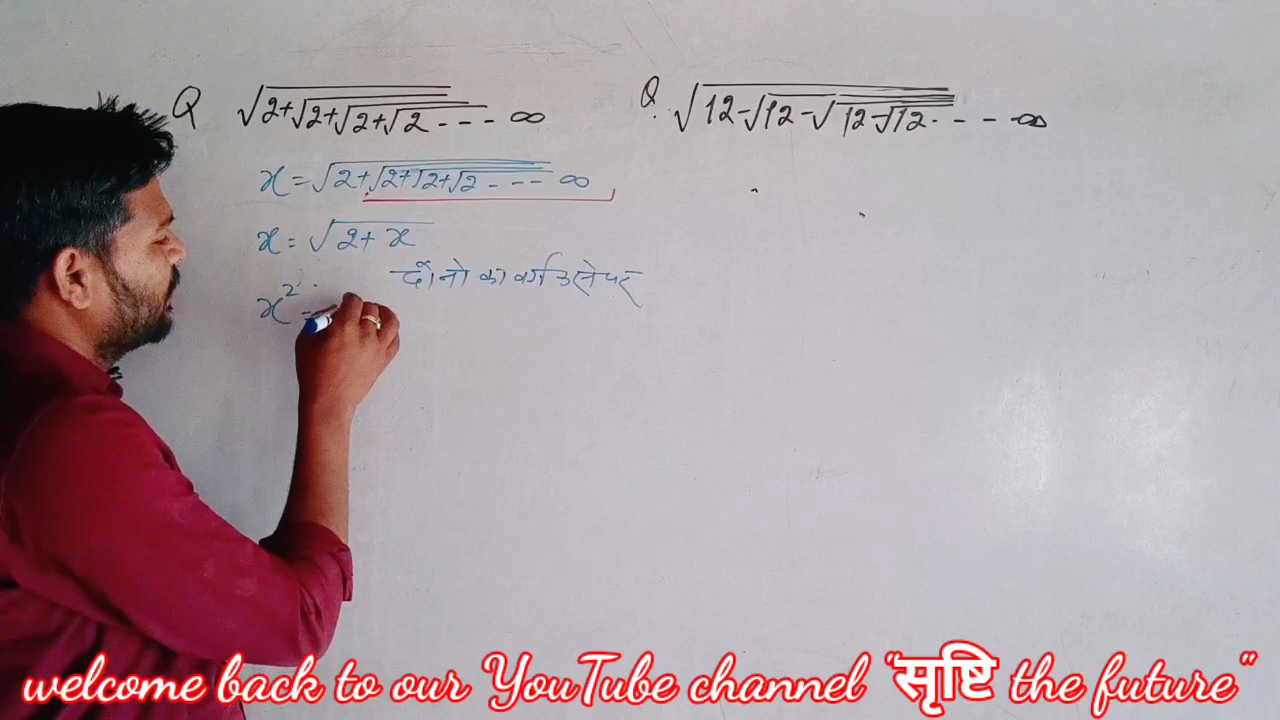 Q √2+√2+√2+√2 - - - ∞
Q. √12-√12-√12-√12 - - - ∞
x = √2+√2+√2+√2 - - - ∞
x = √2+ x
दोनो का वर्ग करने पर
x² =
welcome back to our YouTube channel "सृष्टि the future"